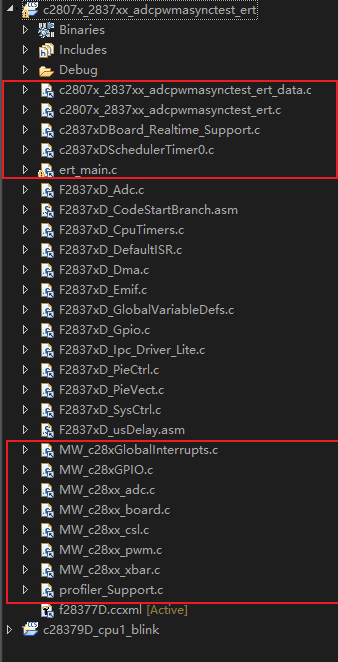 c2807x_2837xx_adcpwmasynctest_ert
Binaries
Includes
Debug
c2807x_2837xx_adcpwmasynctest_ert_data.c
c2807x_2837xx_adcpwmasynctest_ert.c
c2837xDBoard_Realtime_Support.c
c2837xDSchedulerTimer0.c
ert_main.c
F2837xD_Adc.c
F2837xD_CodeStartBranch.asm
F2837xD_CpuTimers.c
F2837xD_DefaultISR.c
F2837xD_Dma.c
F2837xD_Emif.c
F2837xD_GlobalVariableDefs.c
F2837xD_Gpio.c
F2837xD_Ipc_Driver_Lite.c
F2837xD_PieCtrl.c
F2837xD_PieVect.c
F2837xD_SysCtrl.c
F2837xD_usDelay.asm
MW_c28xGlobalInterrupts.c
MW_c28xGPIO.c
MW_c28xx_adc.c
MW_c28xx_board.c
MW_c28xx_csl.c
MW_c28xx_pwm.c
MW_c28xx_xbar.c
profiler_Support.c
f28377D.ccxml [Active]
c28379D_cpu1_blink